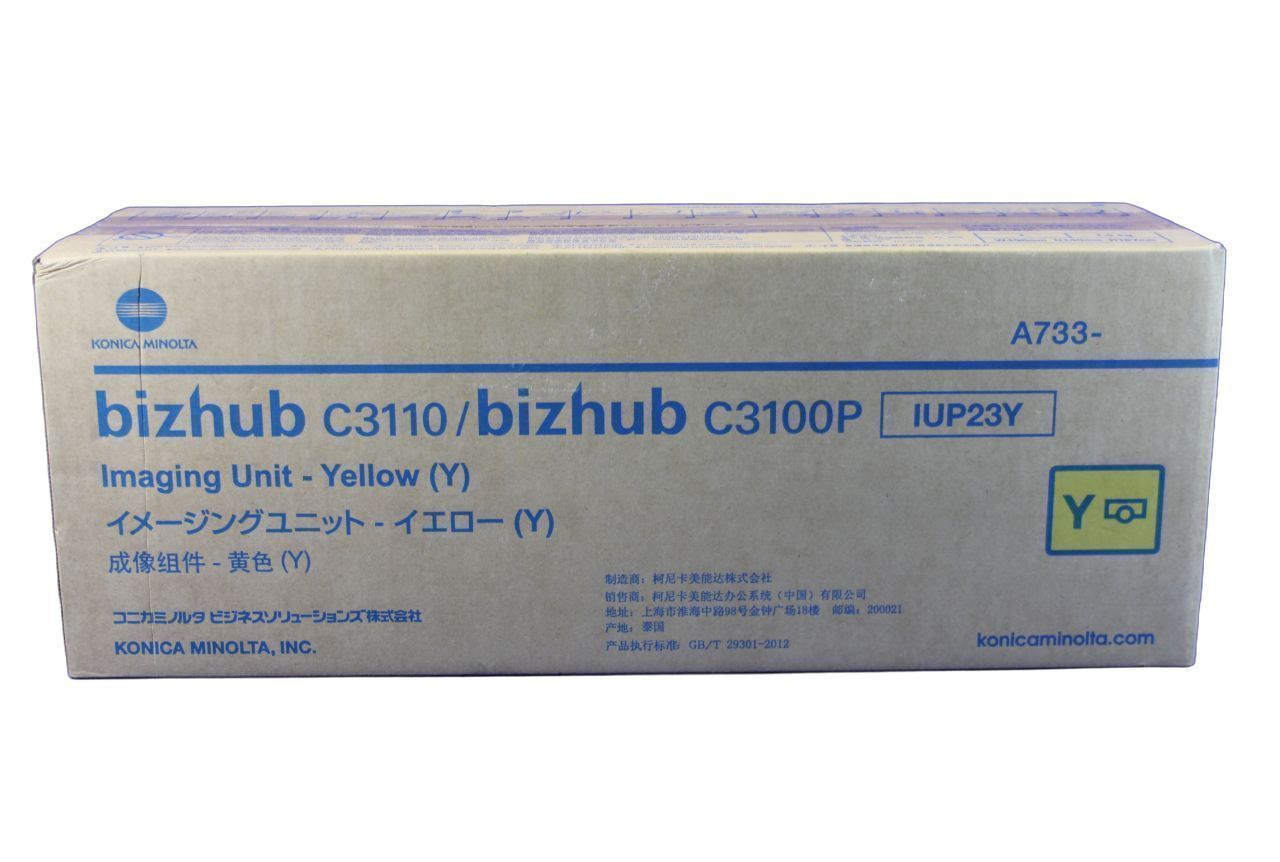 KONICA MINOLTA
A733-
bizhub C3110 / bizhub C3100P IUP23Y
Imaging Unit - Yellow (Y)
イメージングユニット - イエロー (Y)
成像组件 - 黄色 (Y)
Y
制造商: 柯尼卡美能达株式会社
销售商: 柯尼卡美能达办公系统（中国）有限公司
地址: 上海市淮海中路98号金钟广场18楼 邮编: 200021
产地: 泰国
产品执行标准: GB/T 29301-2012
コニカミノルタ ビジネスソリューションズ株式会社
KONICA MINOLTA, INC.
konicaminolta.com